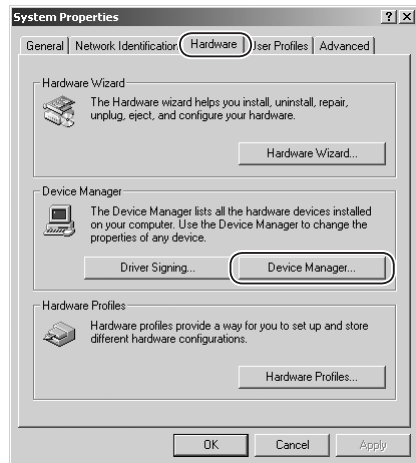 System Properties
General Network Identification Hardware User Profiles Advanced
Hardware Wizard
The Hardware wizard helps you install, uninstall, repair,
unplug, eject, and configure your hardware.
Hardware Wizard...
Device Manager
The Device Manager lists all the hardware devices installed
on your computer. Use the Device Manager to change the
properties of any device.
Driver Signing... Device Manager...
Hardware Profiles
Hardware profiles provide a way for you to set up and store
different hardware configurations.
Hardware Profiles...
OK Cancel Apply